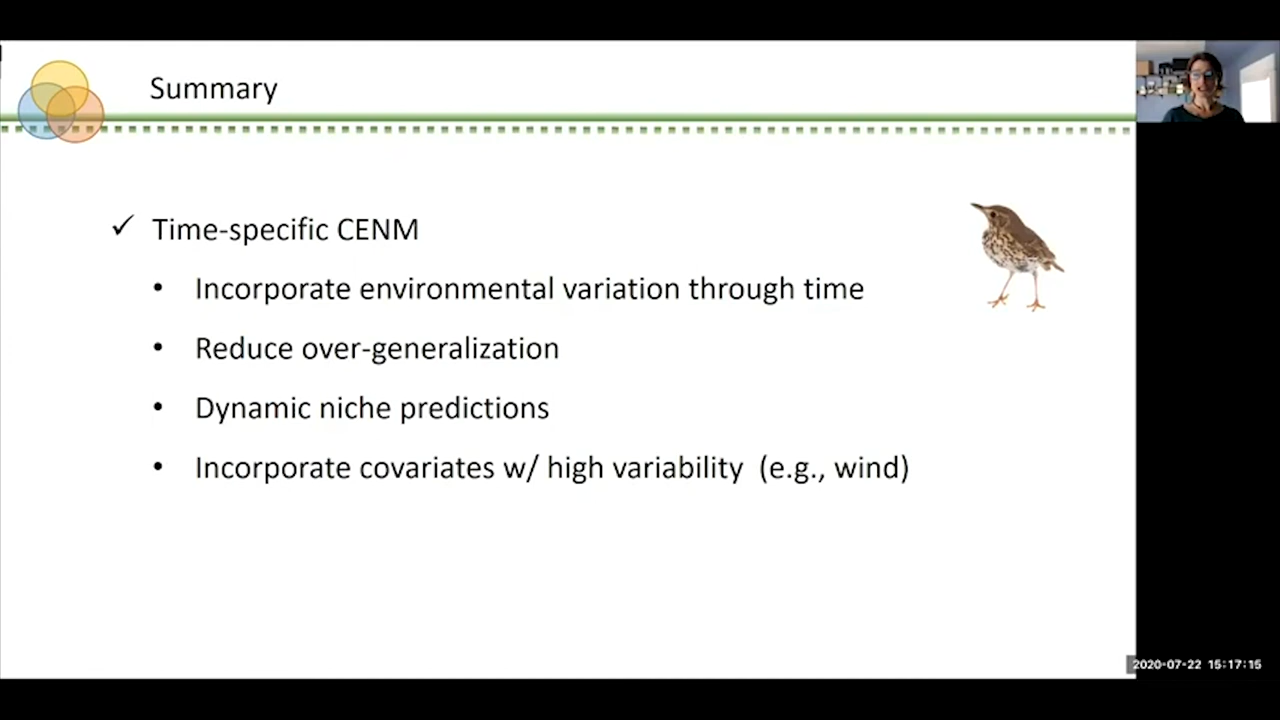 Summary
✓ Time-specific CENM
• Incorporate environmental variation through time
• Reduce over-generalization
• Dynamic niche predictions
• Incorporate covariates w/ high variability (e.g., wind)
2020-07-22 15:17:15